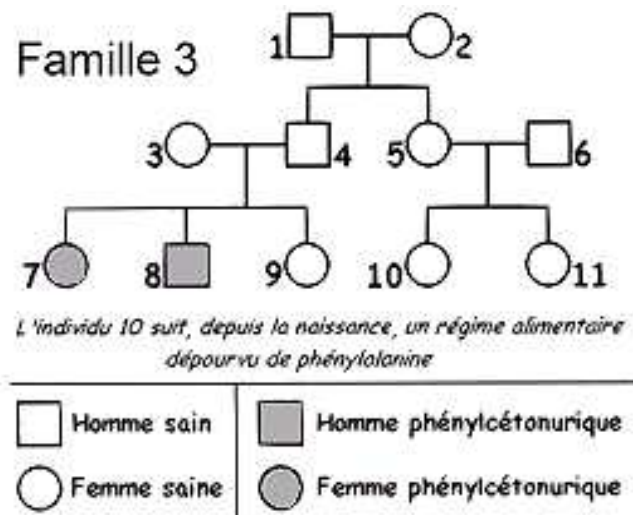 Famille 3
1 2
3 4 5 6
7 8 9 10 11
L'individu 10 suit, depuis la naissance, un régime alimentaire
dépourvu de phénylalanine
Homme sain
Homme phénylcétonurique
Femme saine
Femme phénylcétonurique